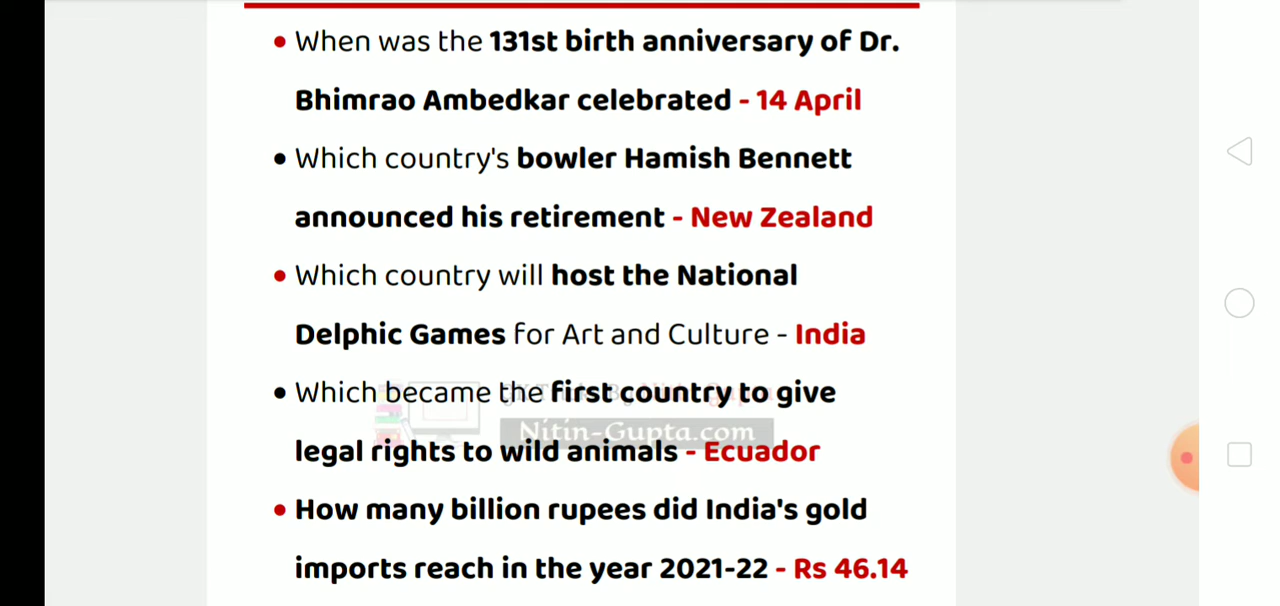 When was the 131st birth anniversary of Dr.
Bhimrao Ambedkar celebrated - 14 April
Which country's bowler Hamish Bennett
announced his retirement - New Zealand
Which country will host the National
Delphic Games for Art and Culture - India
Which became the first country to give
Nitin-Gupta.com
legal rights to wild animals - Ecuador
How many billion rupees did India's gold
imports reach in the year 2021-22 - Rs 46.14